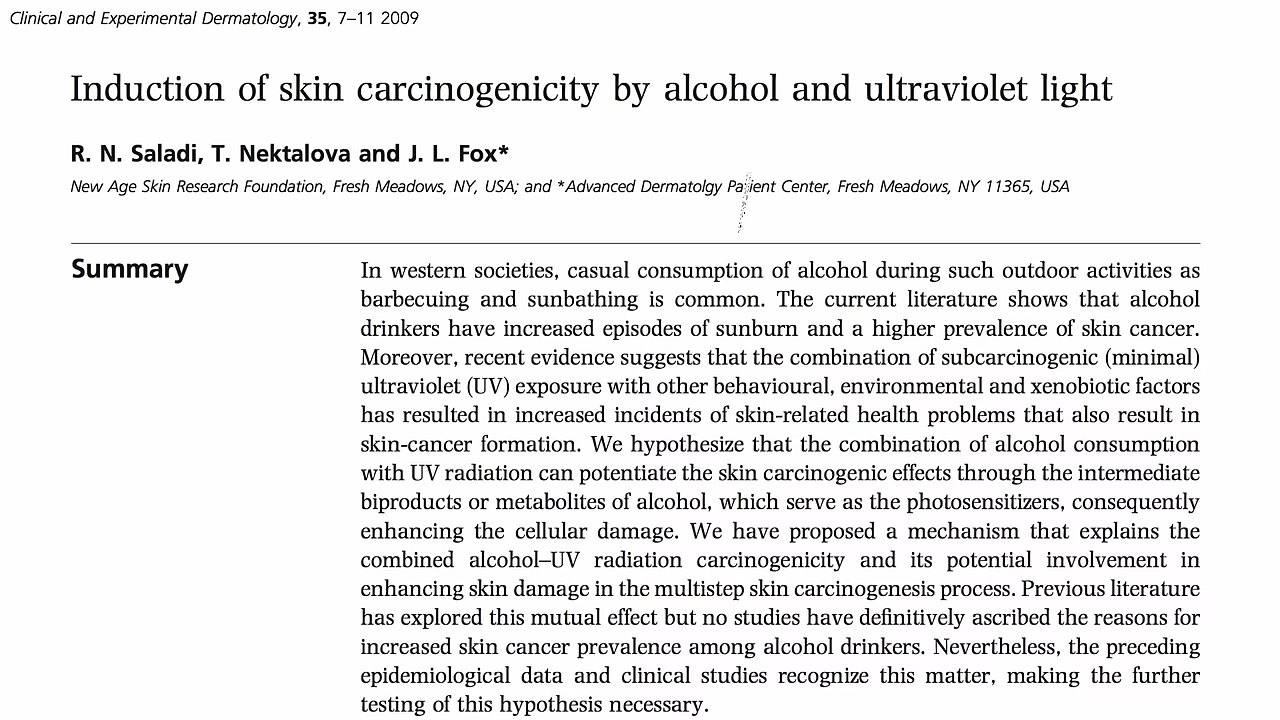 Clinical and Experimental Dermatology, 35, 7–11 2009
Induction of skin carcinogenicity by alcohol and ultraviolet light
R. N. Saladi, T. Nektalova and J. L. Fox*
New Age Skin Research Foundation, Fresh Meadows, NY, USA; and *Advanced Dermatolgy Patient Center, Fresh Meadows, NY 11365, USA
Summary
In western societies, casual consumption of alcohol during such outdoor activities as
barbecuing and sunbathing is common. The current literature shows that alcohol
drinkers have increased episodes of sunburn and a higher prevalence of skin cancer.
Moreover, recent evidence suggests that the combination of subcarcinogenic (minimal)
ultraviolet (UV) exposure with other behavioural, environmental and xenobiotic factors
has resulted in increased incidents of skin-related health problems that also result in
skin-cancer formation. We hypothesize that the combination of alcohol consumption
with UV radiation can potentiate the skin carcinogenic effects through the intermediate
biproducts or metabolites of alcohol, which serve as the photosensitizers, consequently
enhancing the cellular damage. We have proposed a mechanism that explains the
combined alcohol–UV radiation carcinogenicity and its potential involvement in
enhancing skin damage in the multistep skin carcinogenesis process. Previous literature
has explored this mutual effect but no studies have definitively ascribed the reasons for
increased skin cancer prevalence among alcohol drinkers. Nevertheless, the preceding
epidemiological data and clinical studies recognize this matter, making the further
testing of this hypothesis necessary.